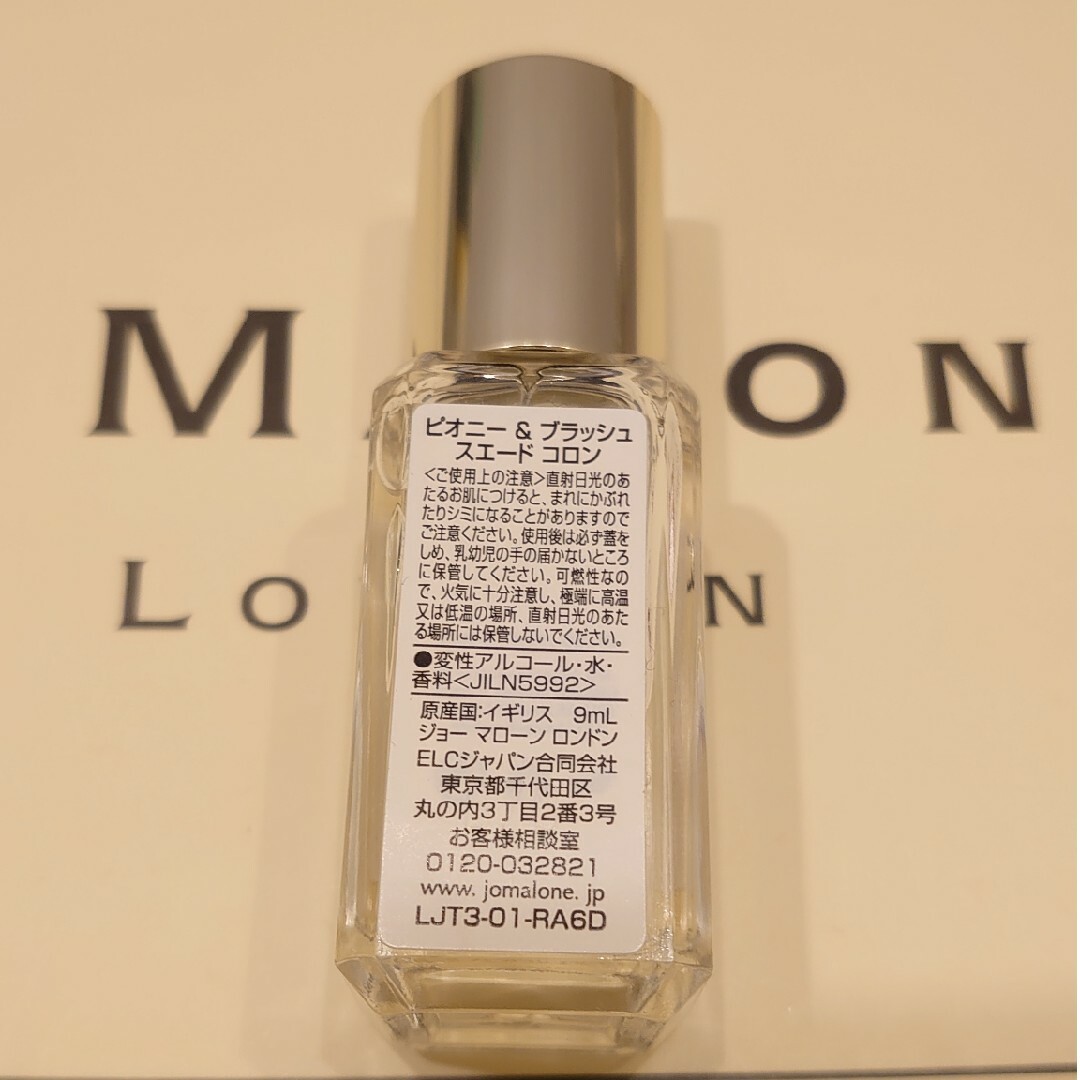 M ON
LO N
ピオニー & ブラッシュ
スエード コロン
<ご使用上の注意>直射日光のあ
たるお肌につけると、まれにかぶれ
たりシミになることがありますので
ご注意ください。使用後は必ず蓋を
しめ、乳幼児の手の届かないところ
に保管してください。可燃性なの
で、火気に十分注意し、極端に高温
又は低温の場所、直射日光のあた
る場所には保管しないでください。
●変性アルコール・水・
香料<JILN5992>
原産国:イギリス 9mL
ジョー マローン ロンドン
ELCジャパン合同会社
東京都千代田区
丸の内3丁目2番3号
お客様相談室
0120-032821
www. jomalone. jp
LJT3-01-RA6D